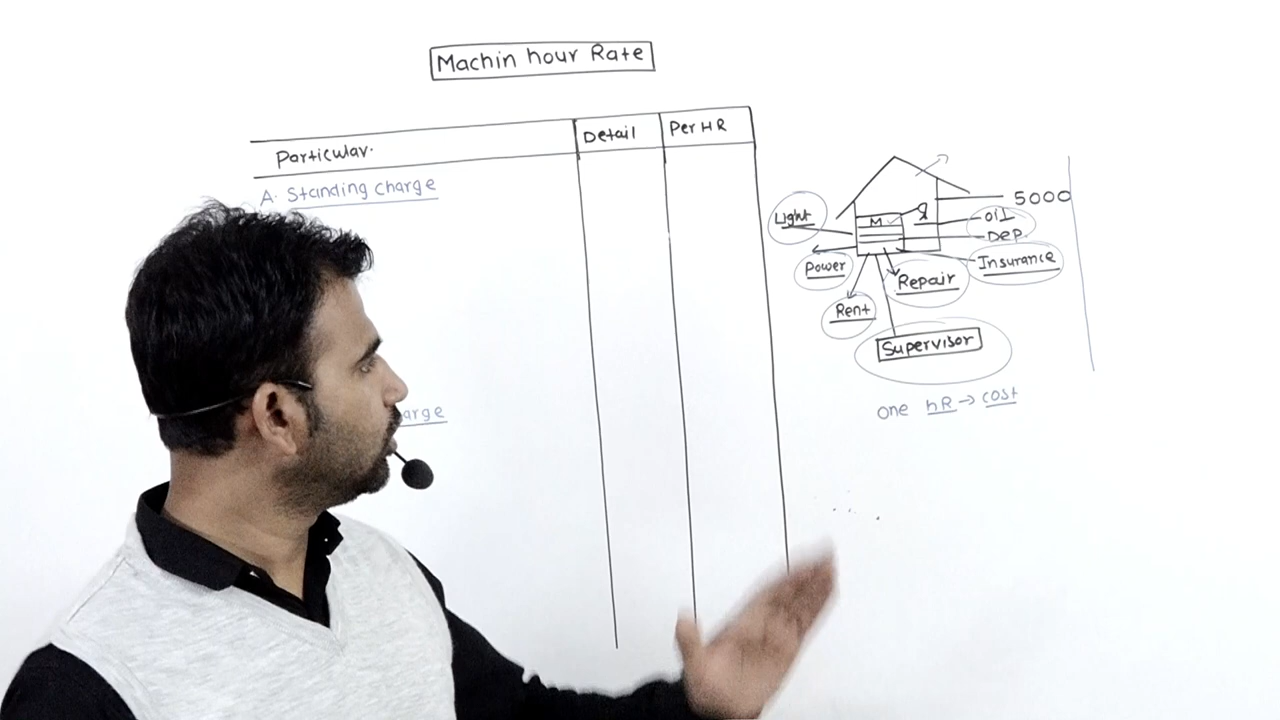 Machin hour Rate
Particular.
Detail
Per HR
A. Standing charge
arge
Light
Power
Rent
Repair
Supervisor
M
5000
oil
Dep.
Insurance
one hR → cost